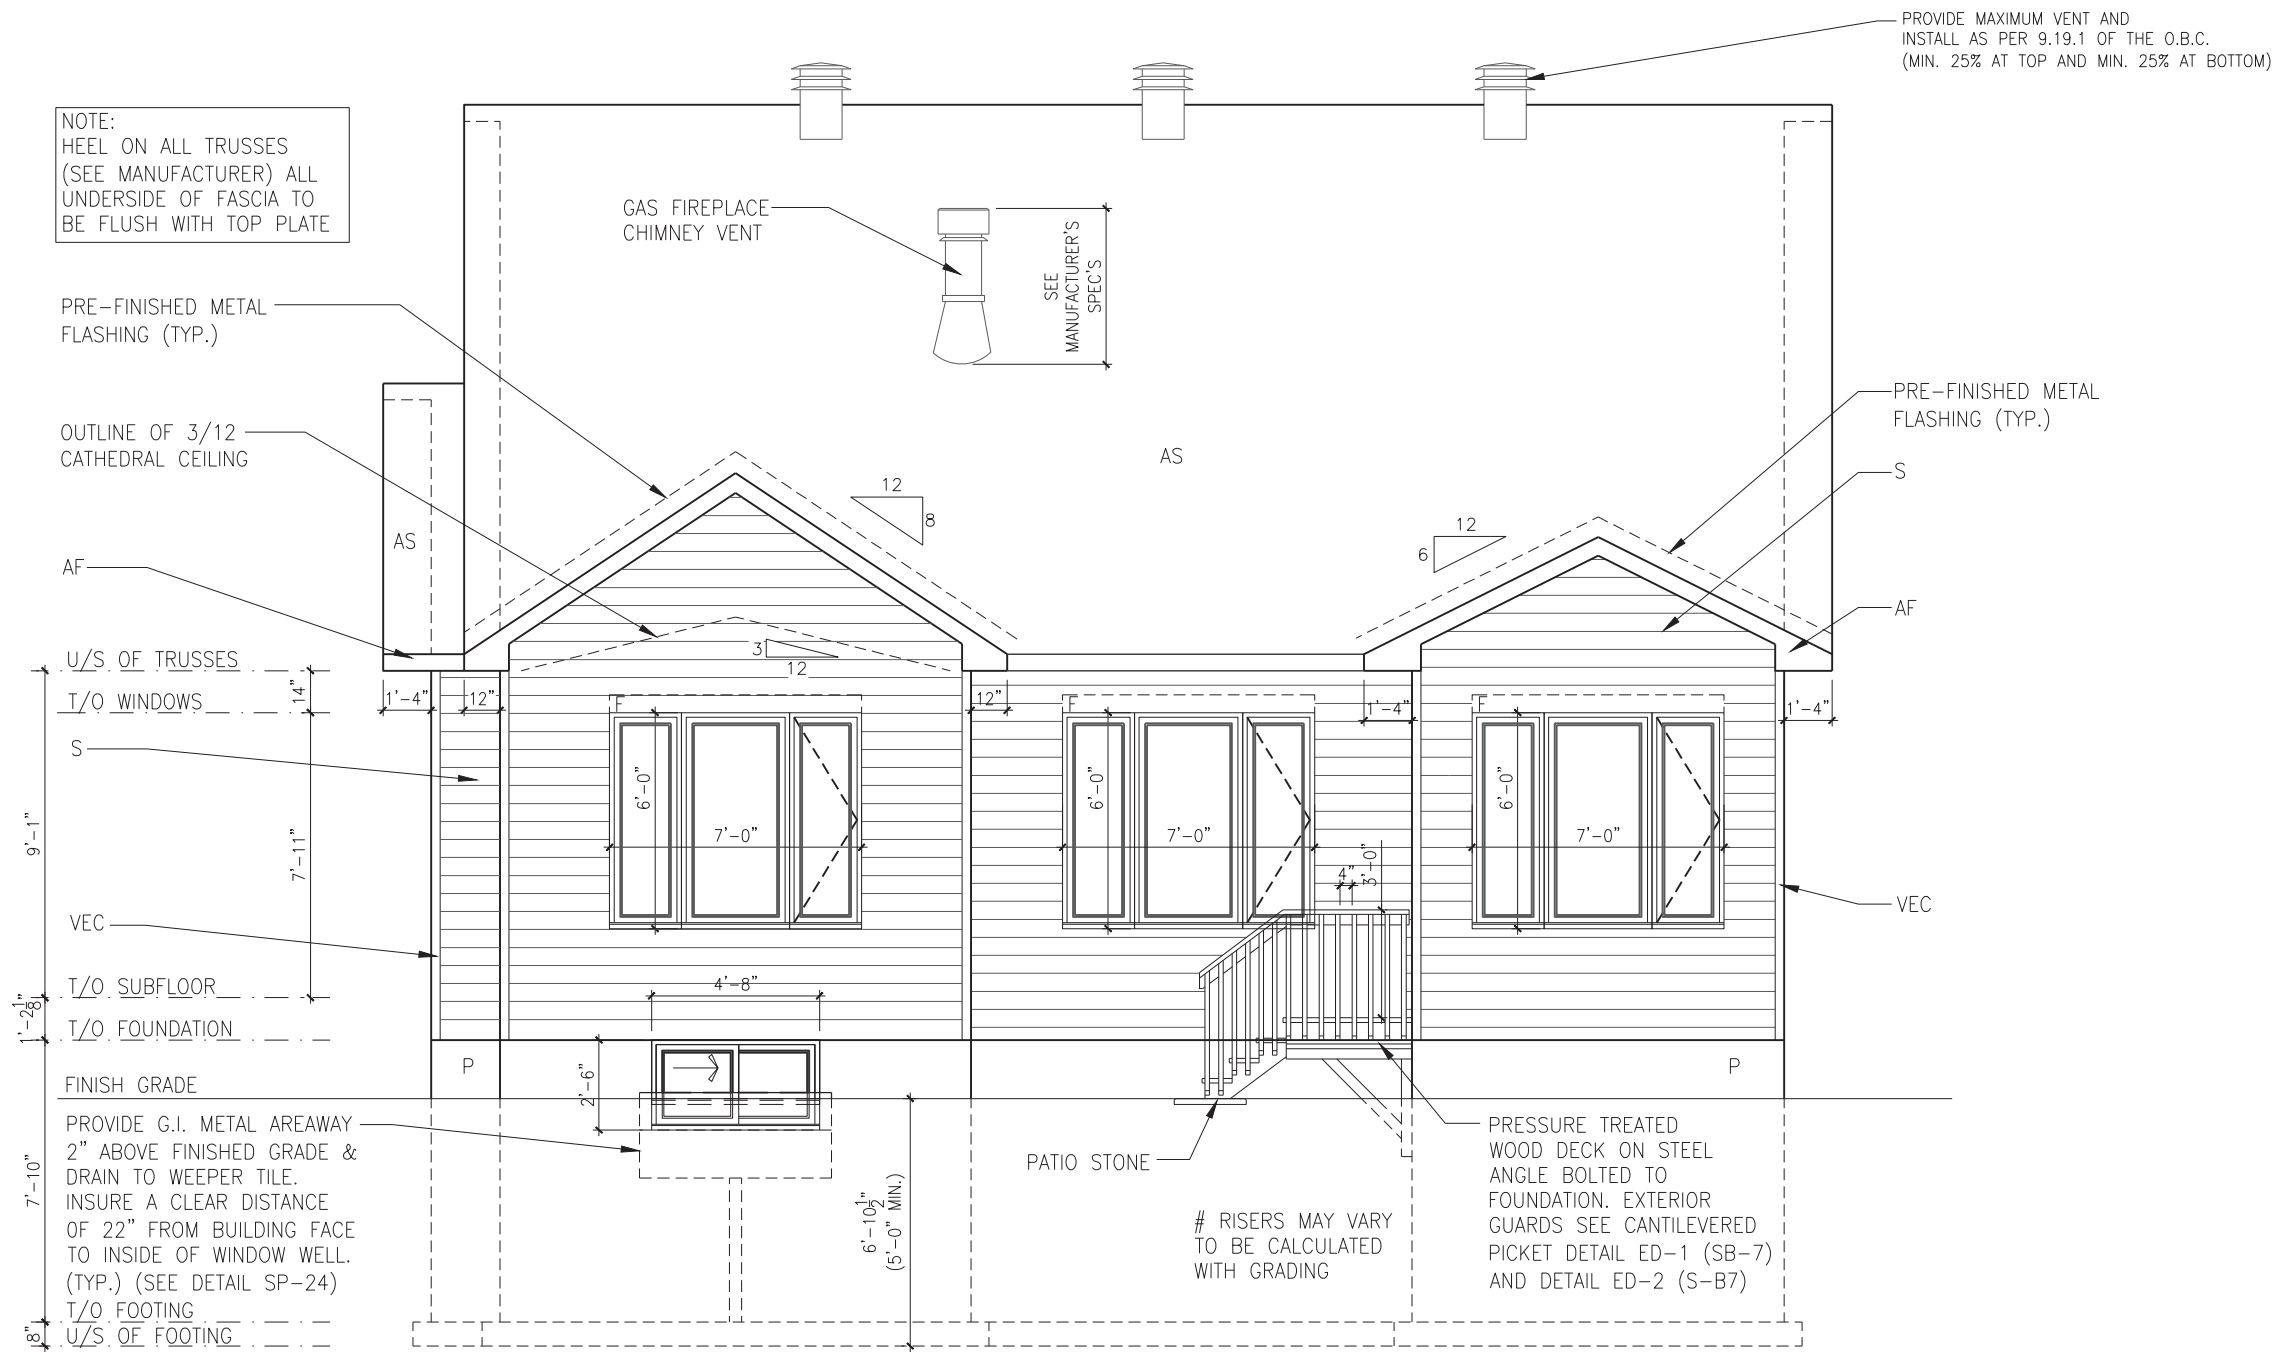 PROVIDE MAXIMUM VENT AND
INSTALL AS PER 9.19.1 OF THE O.B.C.
(MIN. 25% AT TOP AND MIN. 25% AT BOTTOM)
NOTE:
HEEL ON ALL TRUSSES
(SEE MANUFACTURER) ALL
UNDERSIDE OF FASCIA TO
BE FLUSH WITH TOP PLATE
GAS FIREPLACE
CHIMNEY VENT
SEE
MANUFACTURER'S
SPEC'S
PRE-FINISHED METAL
FLASHING (TYP.)
PRE-FINISHED METAL
FLASHING (TYP.)
OUTLINE OF 3/12
CATHEDRAL CEILING
AS
S
12
8
12
6
AS
AF
AF
3
12
U/S OF TRUSSES
T/O WINDOWS
14"
1'-4"
12"
12"
1'-4"
1'-4"
F
F
F
S
6'-0"
7'-0"
6'-0"
7'-0"
6'-0"
7'-0"
9'-1"
7'-11"
4"
3'-0"
VEC
VEC
T/O SUBFLOOR
4'-8"
1'-2 1/8"
T/O FOUNDATION
P
P
2'-6"
FINISH GRADE
PROVIDE G.I. METAL AREAWAY
2" ABOVE FINISHED GRADE &
DRAIN TO WEEPER TILE.
INSURE A CLEAR DISTANCE
OF 22" FROM BUILDING FACE
TO INSIDE OF WINDOW WELL.
(TYP.) (SEE DETAIL SP-24)
7'-10"
T/O FOOTING
8"
U/S OF FOOTING
6'-10 1/2"
(5'-0" MIN.)
PATIO STONE
# RISERS MAY VARY
TO BE CALCULATED
WITH GRADING
PRESSURE TREATED
WOOD DECK ON STEEL
ANGLE BOLTED TO
FOUNDATION. EXTERIOR
GUARDS SEE CANTILEVERED
PICKET DETAIL ED-1 (SB-7)
AND DETAIL ED-2 (S-B7)